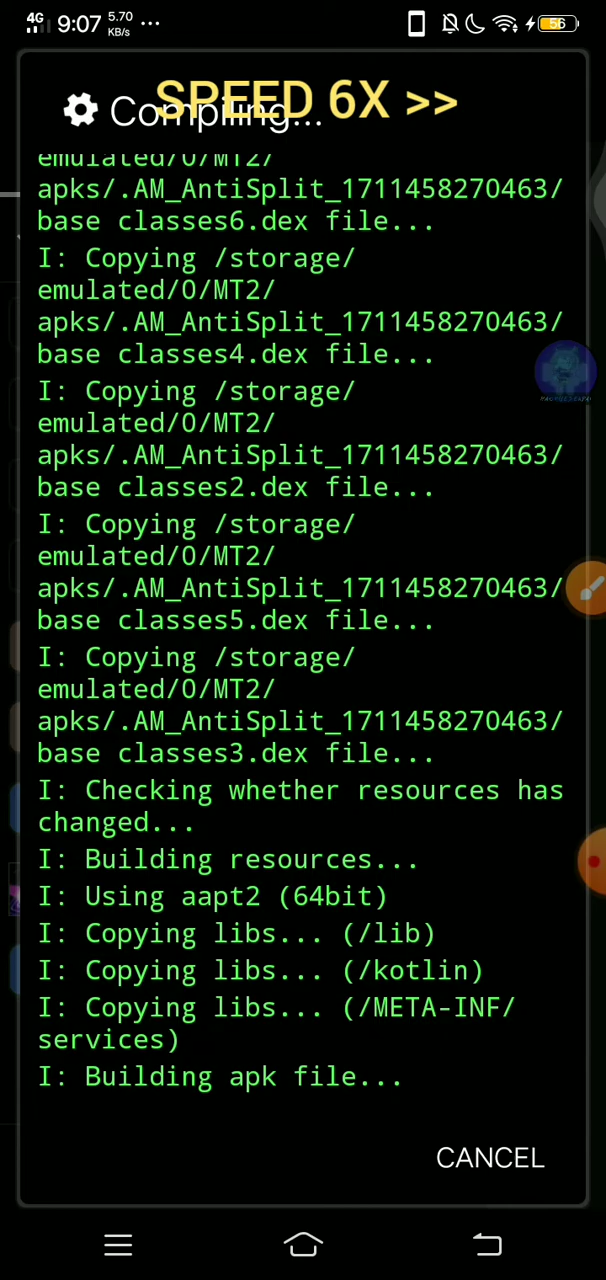 4G 9:07 5.70 KB/s ... 56
SPEED 6X >>
Compiling...
emulated/0/MT2/
apks/.AM_AntiSplit_1711458270463/
base classes6.dex file...
I: Copying /storage/
emulated/0/MT2/
apks/.AM_AntiSplit_1711458270463/
base classes4.dex file...
I: Copying /storage/
emulated/0/MT2/
apks/.AM_AntiSplit_1711458270463/
base classes2.dex file...
I: Copying /storage/
emulated/0/MT2/
apks/.AM_AntiSplit_1711458270463/
base classes5.dex file...
I: Copying /storage/
emulated/0/MT2/
apks/.AM_AntiSplit_1711458270463/
base classes3.dex file...
I: Checking whether resources has
changed...
I: Building resources...
I: Using aapt2 (64bit)
I: Copying libs... (/lib)
I: Copying libs... (/kotlin)
I: Copying libs... (/META-INF/
services)
I: Building apk file...
CANCEL